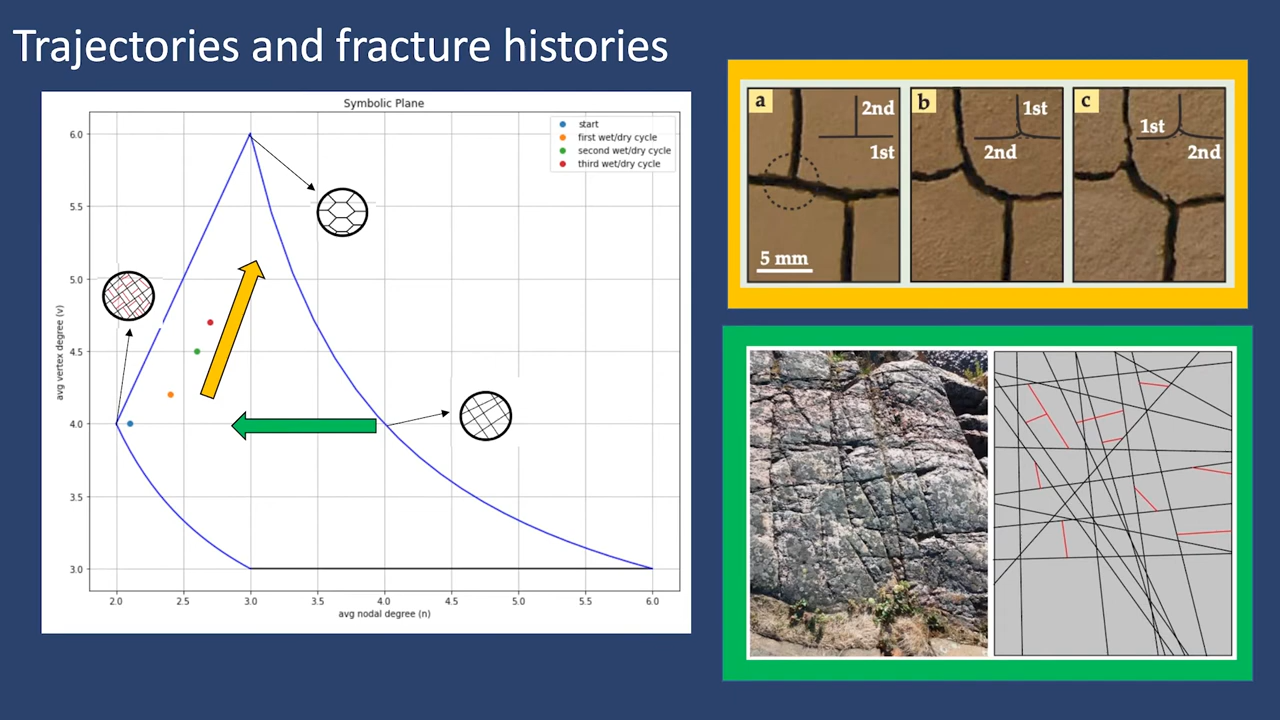 Trajectories and fracture histories
Symbolic Plane
start
first wet/dry cycle
second wet/dry cycle
third wet/dry cycle
avg vertex degree (v)
6.0
5.5
5.0
4.5
4.0
3.5
3.0
2.0 2.5 3.0 3.5 4.0 4.5 5.0 5.5 6.0
avg nodal degree (n)
a
2nd
1st
5 mm
b
1st
2nd
c
1st
2nd